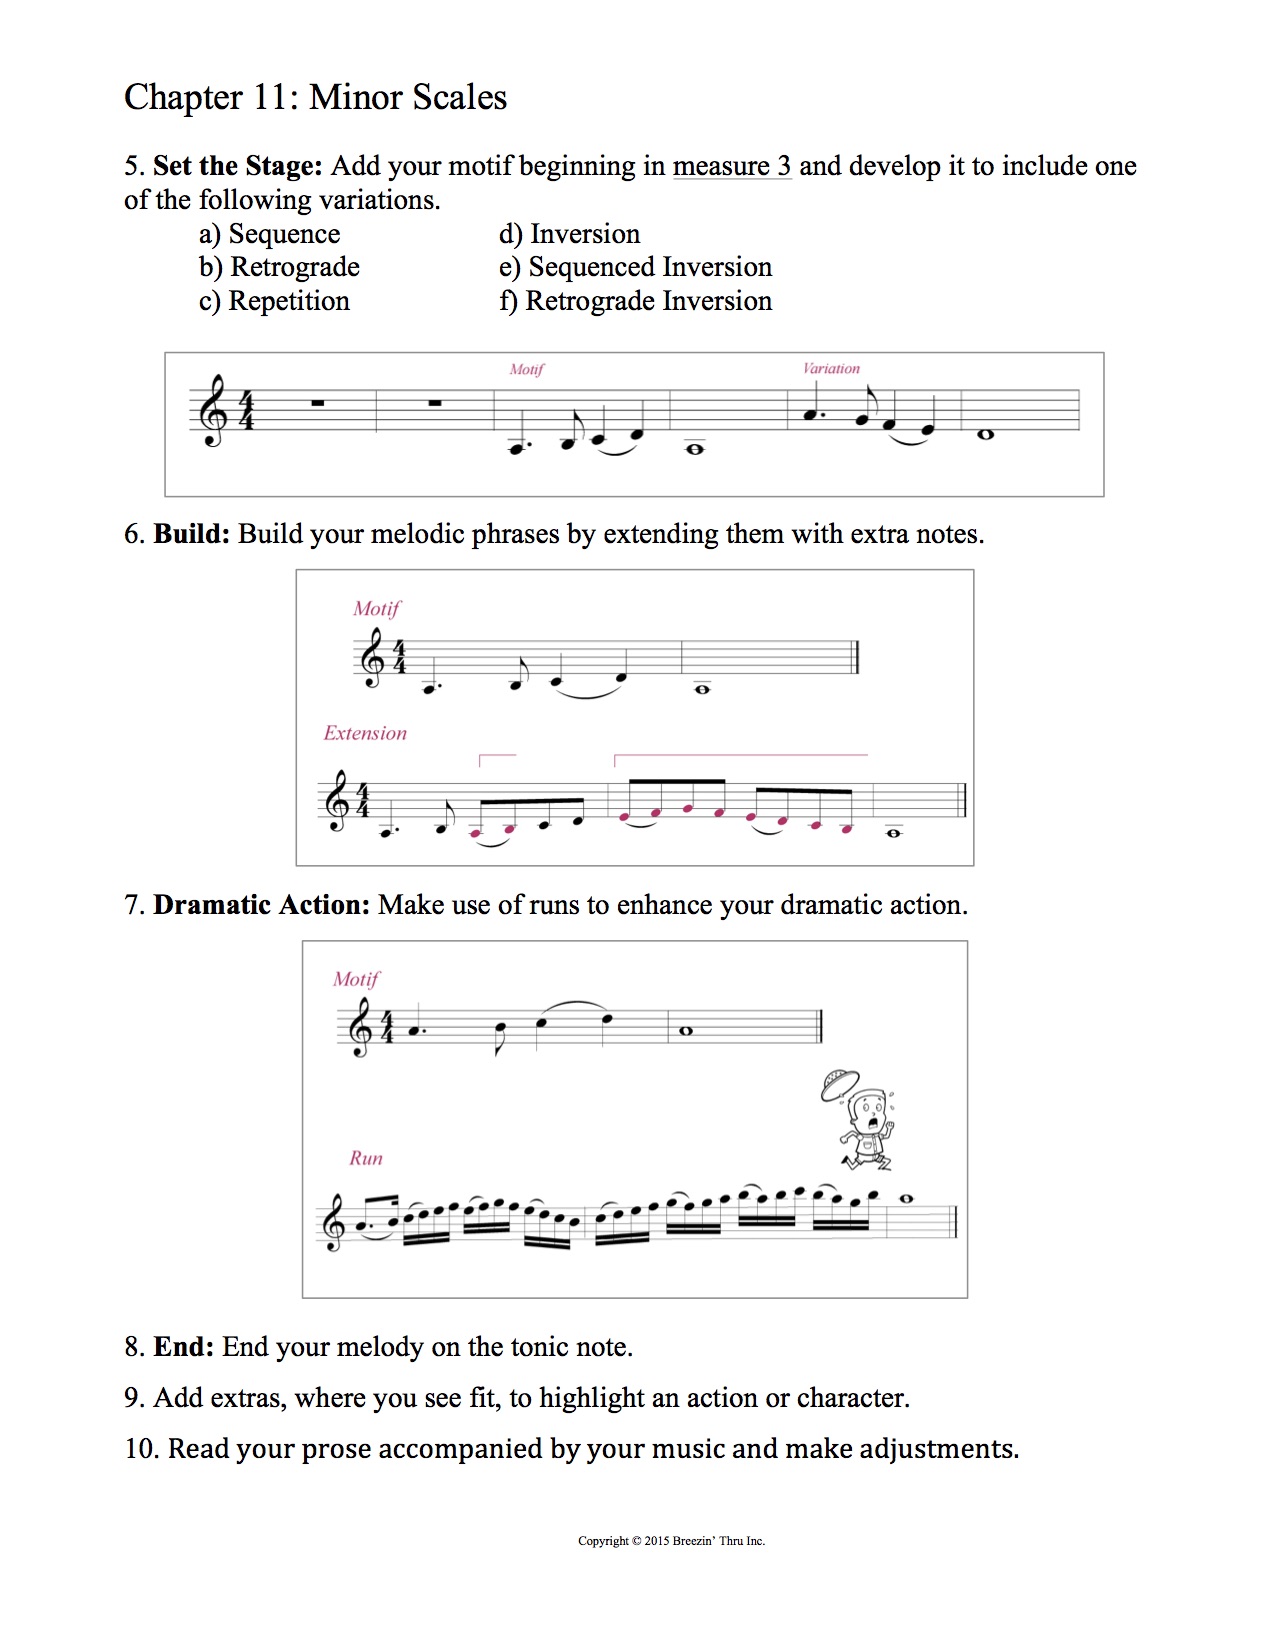 Chapter 11: Minor Scales
5. Set the Stage: Add your motif beginning in measure 3 and develop it to include one
of the following variations.
a) Sequence d) Inversion
b) Retrograde e) Sequenced Inversion
c) Repetition f) Retrograde Inversion
Motif Variation
4
4
6. Build: Build your melodic phrases by extending them with extra notes.
Motif
4
4
Extension
4
4
7. Dramatic Action: Make use of runs to enhance your dramatic action.
Motif
4
4
Run
8. End: End your melody on the tonic note.
9. Add extras, where you see fit, to highlight an action or character.
10. Read your prose accompanied by your music and make adjustments.
Copyright © 2015 Breezin’ Thru Inc.